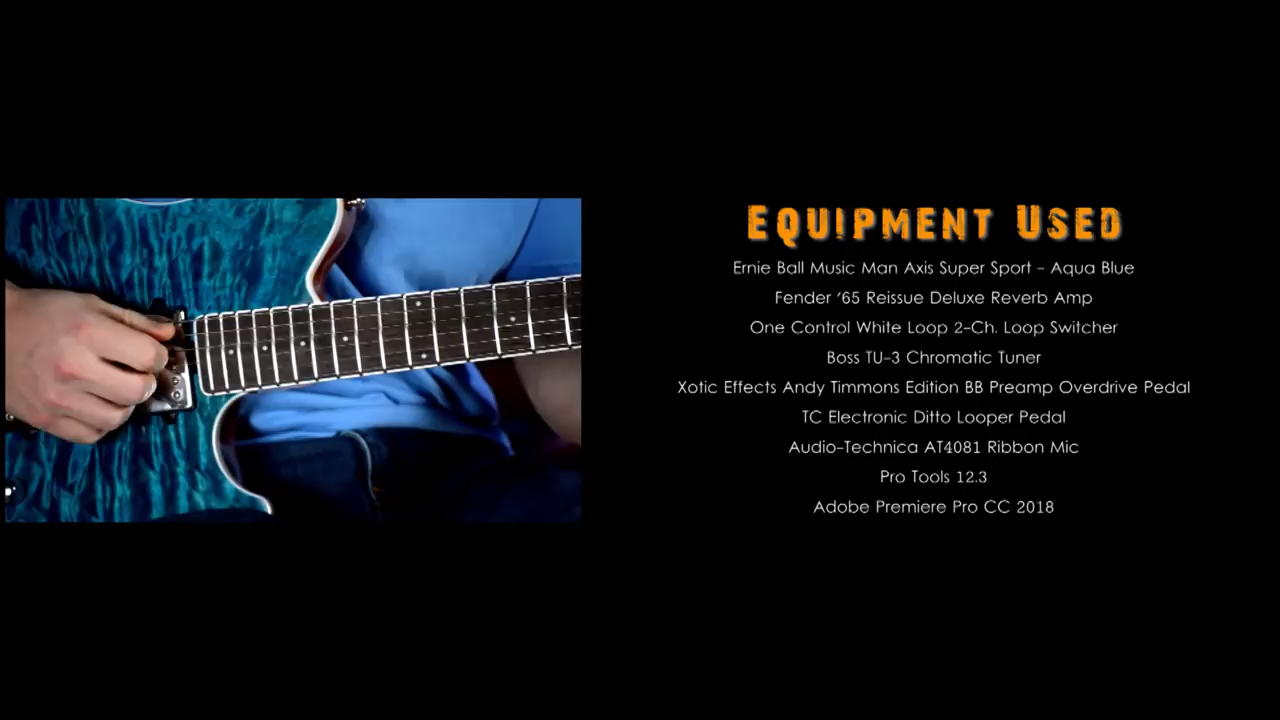 Equipment Used
Ernie Ball Music Man Axis Super Sport - Aqua Blue
Fender '65 Reissue Deluxe Reverb Amp
One Control White Loop 2-Ch. Loop Switcher
Boss TU-3 Chromatic Tuner
Xotic Effects Andy Timmons Edition BB Preamp Overdrive Pedal
TC Electronic Ditto Looper Pedal
Audio-Technica AT4081 Ribbon Mic
Pro Tools 12.3
Adobe Premiere Pro CC 2018